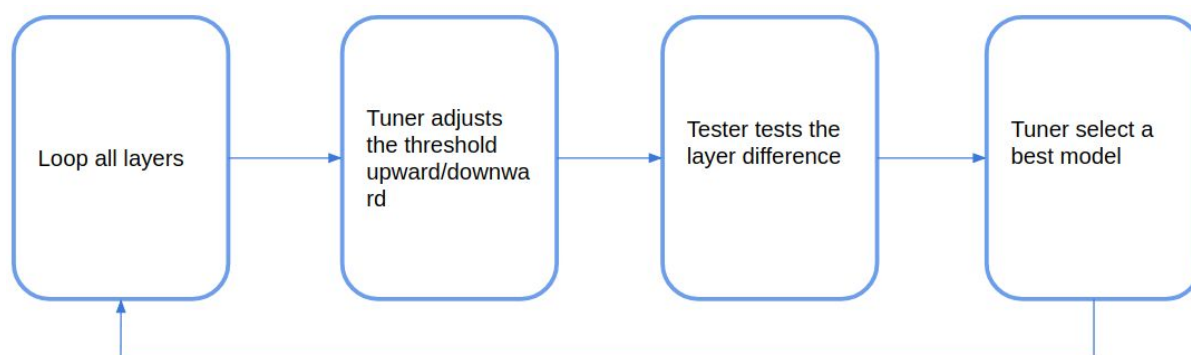 Loop all layers
Tuner adjusts
the threshold
upward/downwa
rd
Tester tests the
layer difference
Tuner select a
best model